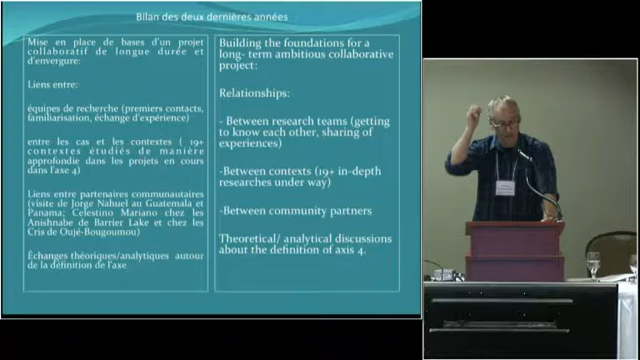 Bilan des deux dernières années
Mise en place de bases d'un projet
collaboratif de longue durée et
d'envergure:
Liens entre:
équipes de recherche (premiers contacts,
familiarisation, échange d'expérience)
entre les cas et les contextes ( 19+
contextes étudiés de manière
approfondie dans les projets en cours
dans l'axe 4)
Liens entre partenaires communautaires
(visite de Jorge Nahuel au Guatemala et
Panama; Celestino Mariano chez les
Anishnabe de Barrier Lake et chez les
Cris de Oujé-Bougoumou)
Échanges théoriques/analytiques autour
de la définition de l'axe
Building the foundations for a
long- term ambitious collaborative
project:
Relationships:
- Between research teams (getting
to know each other, sharing of
experiences)
-Between contexts (19+ in-depth
researches under way)
-Between community partners
Theoretical/ analytical discussions
about the definition of axis 4.